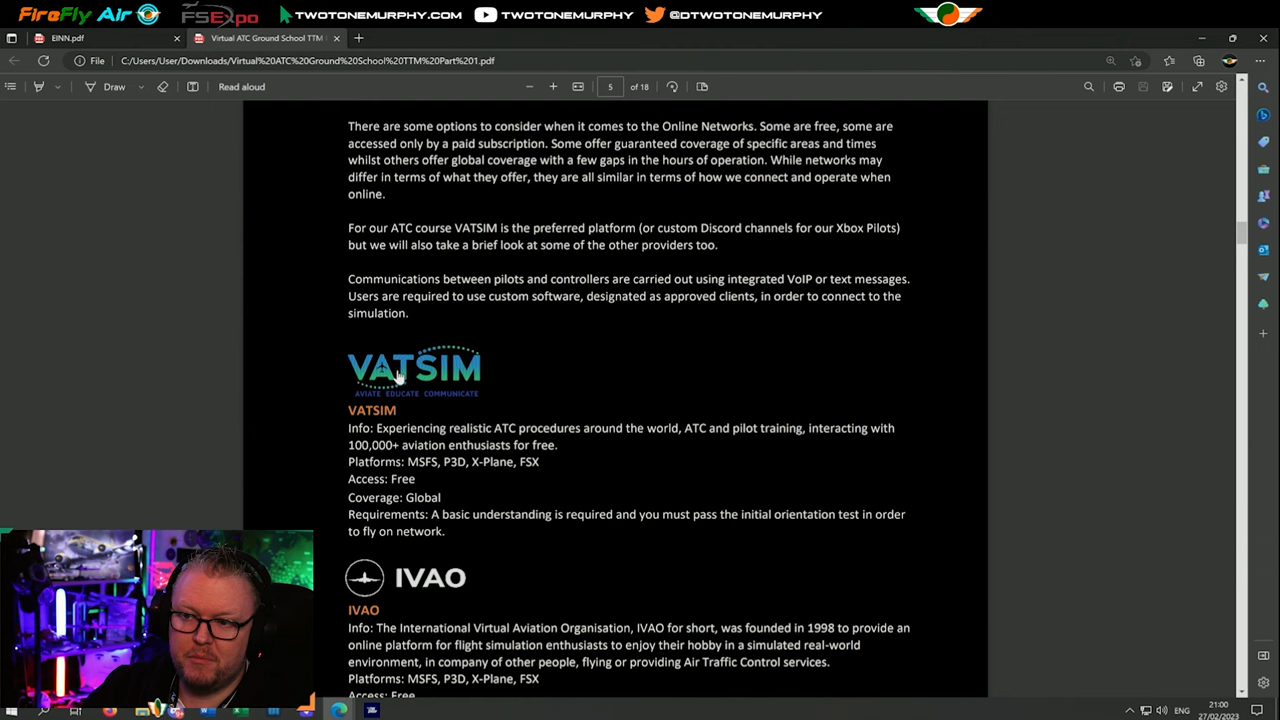 FireFly Air
FSExpo
TWOTONEMURPHY.COM
TWOTONEMURPHY
@DTWOTONEMURPHY
EINN.pdf
Virtual ATC Ground School TTM
File
C:/Users/User/Downloads/Virtual%20ATC%20Ground%20School%20TTM%20Part%201.pdf
Draw
Read aloud
5
of 18
There are some options to consider when it comes to the Online Networks. Some are free, some are
accessed only by a paid subscription. Some offer guaranteed coverage of specific areas and times
whilst others offer global coverage with a few gaps in the hours of operation. While networks may
differ in terms of what they offer, they are all similar in terms of how we connect and operate when
online.
For our ATC course VATSIM is the preferred platform (or custom Discord channels for our Xbox Pilots)
but we will also take a brief look at some of the other providers too.
Communications between pilots and controllers are carried out using integrated VoIP or text messages.
Users are required to use custom software, designated as approved clients, in order to connect to the
simulation.
VATSIM
AVIATE EDUCATE COMMUNICATE
VATSIM
Info: Experiencing realistic ATC procedures around the world, ATC and pilot training, interacting with
100,000+ aviation enthusiasts for free.
Platforms: MSFS, P3D, X-Plane, FSX
Access: Free
Coverage: Global
Requirements: A basic understanding is required and you must pass the initial orientation test in order
to fly on network.
IVAO
IVAO
Info: The International Virtual Aviation Organisation, IVAO for short, was founded in 1998 to provide an
online platform for flight simulation enthusiasts to enjoy their hobby in a simulated real-world
environment, in company of other people, flying or providing Air Traffic Control services.
Platforms: MSFS, P3D, X-Plane, FSX
Access: Free
ENG
21:00
27/02/2023